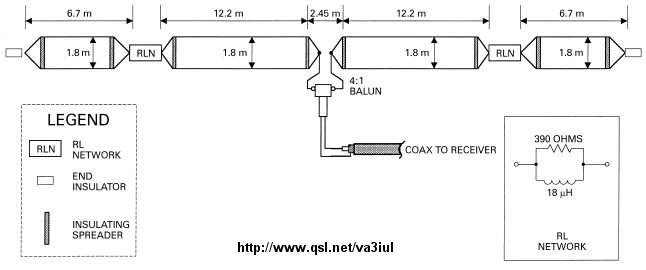 6.7 m 12.2 m 2.45 m 12.2 m 6.7 m
1.8 m RLN 1.8 m 1.8 m RLN 1.8 m
4:1
BALUN
COAX TO RECEIVER
LEGEND
RLN RL
NETWORK
END
INSULATOR
INSULATING
SPREADER
390 OHMS
18 µH
RL
NETWORK
http://www.qsl.net/va3iul